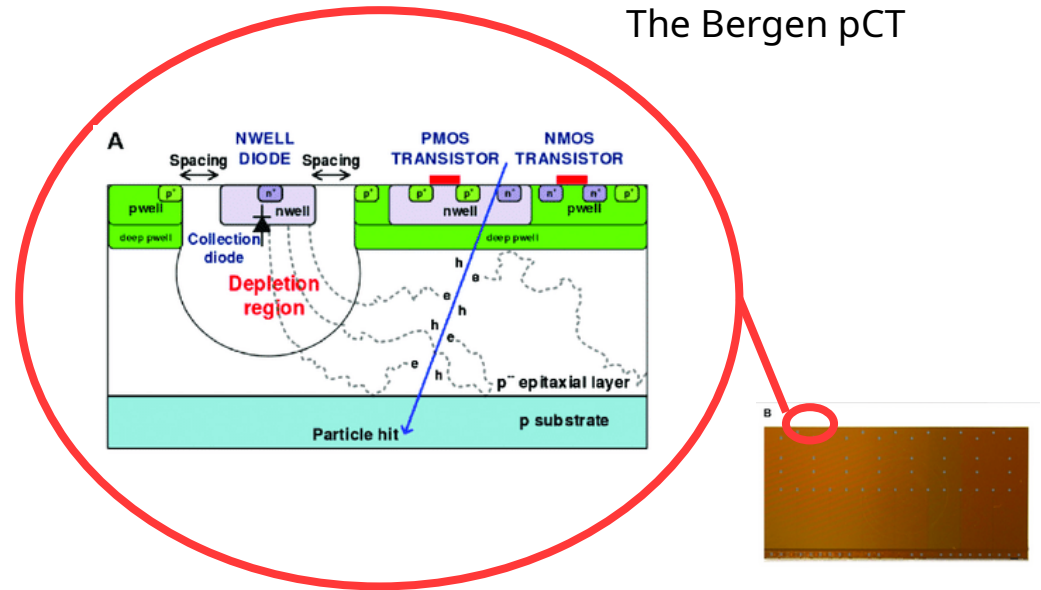 The Bergen pCT
A
NWELL
DIODE
PMOS
TRANSISTOR
NMOS
TRANSISTOR
Spacing
Spacing
p+
n+
p+
p+
p+
n+
n+
n+
p+
pwell
nwell
nwell
pwell
deep pwell
deep pwell
Collection
diode
Depletion
region
h
e
e
h
h
e
e
h
p-- epitaxial layer
p substrate
Particle hit
B